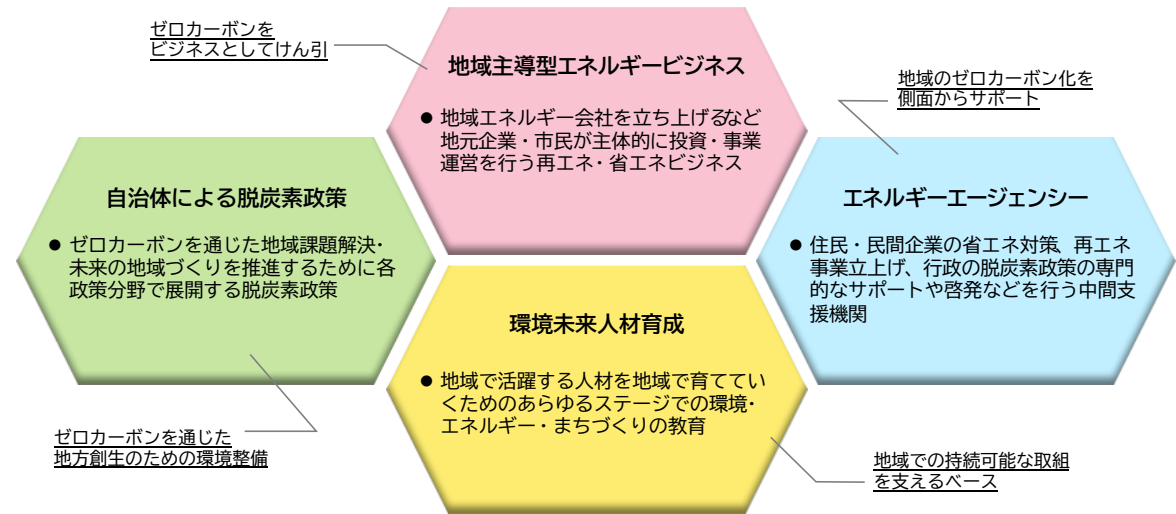 ゼロカーボンを
ビジネスとしてけん引
地域主導型エネルギービジネス
● 地域エネルギー会社を立ち上げるなど
地元企業・市民が主体的に投資・事業
運営を行う再エネ・省エネビジネス
地域のゼロカーボン化を
側面からサポート
自治体による脱炭素政策
● ゼロカーボンを通じた地域課題解決・
未来の地域づくりを推進するために各
政策分野で展開する脱炭素政策
エネルギーエージェンシー
● 住民・民間企業の省エネ対策、再エネ
事業立上げ、行政の脱炭素政策の専門
的なサポートや啓発などを行う中間支
援機関
環境未来人材育成
● 地域で活躍する人材を地域で育ててい
くためのあらゆるステージでの環境・
エネルギー・まちづくりの教育
ゼロカーボンを通じた
地方創生のための環境整備
地域での持続可能な取組
を支えるベース